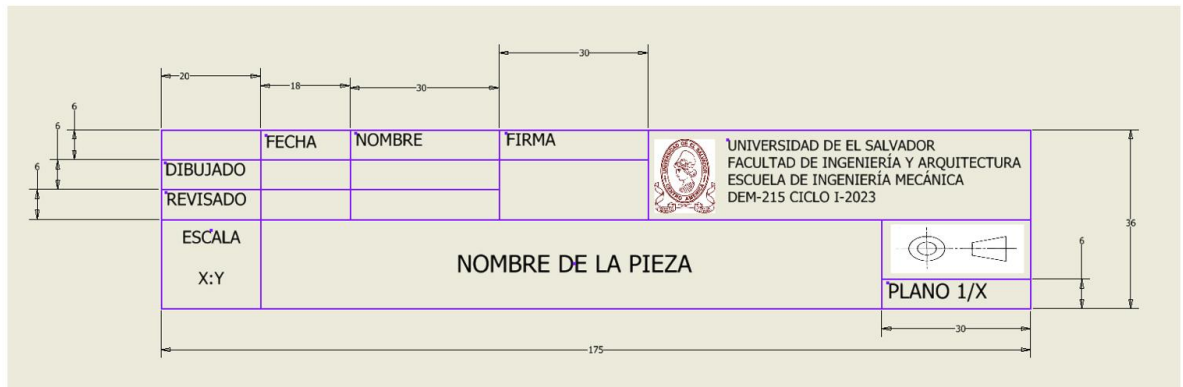 30
20
18
30
6
6
6
FECHA
NOMBRE
FIRMA
DIBUJADO
REVISADO
UNIVERSIDAD DE EL SALVADOR
FACULTAD DE INGENIERÍA Y ARQUITECTURA
ESCUELA DE INGENIERÍA MECÁNICA
DEM-215 CICLO I-2023
ESCALA
X:Y
NOMBRE DE LA PIEZA
PLANO 1/X
6
36
30
175